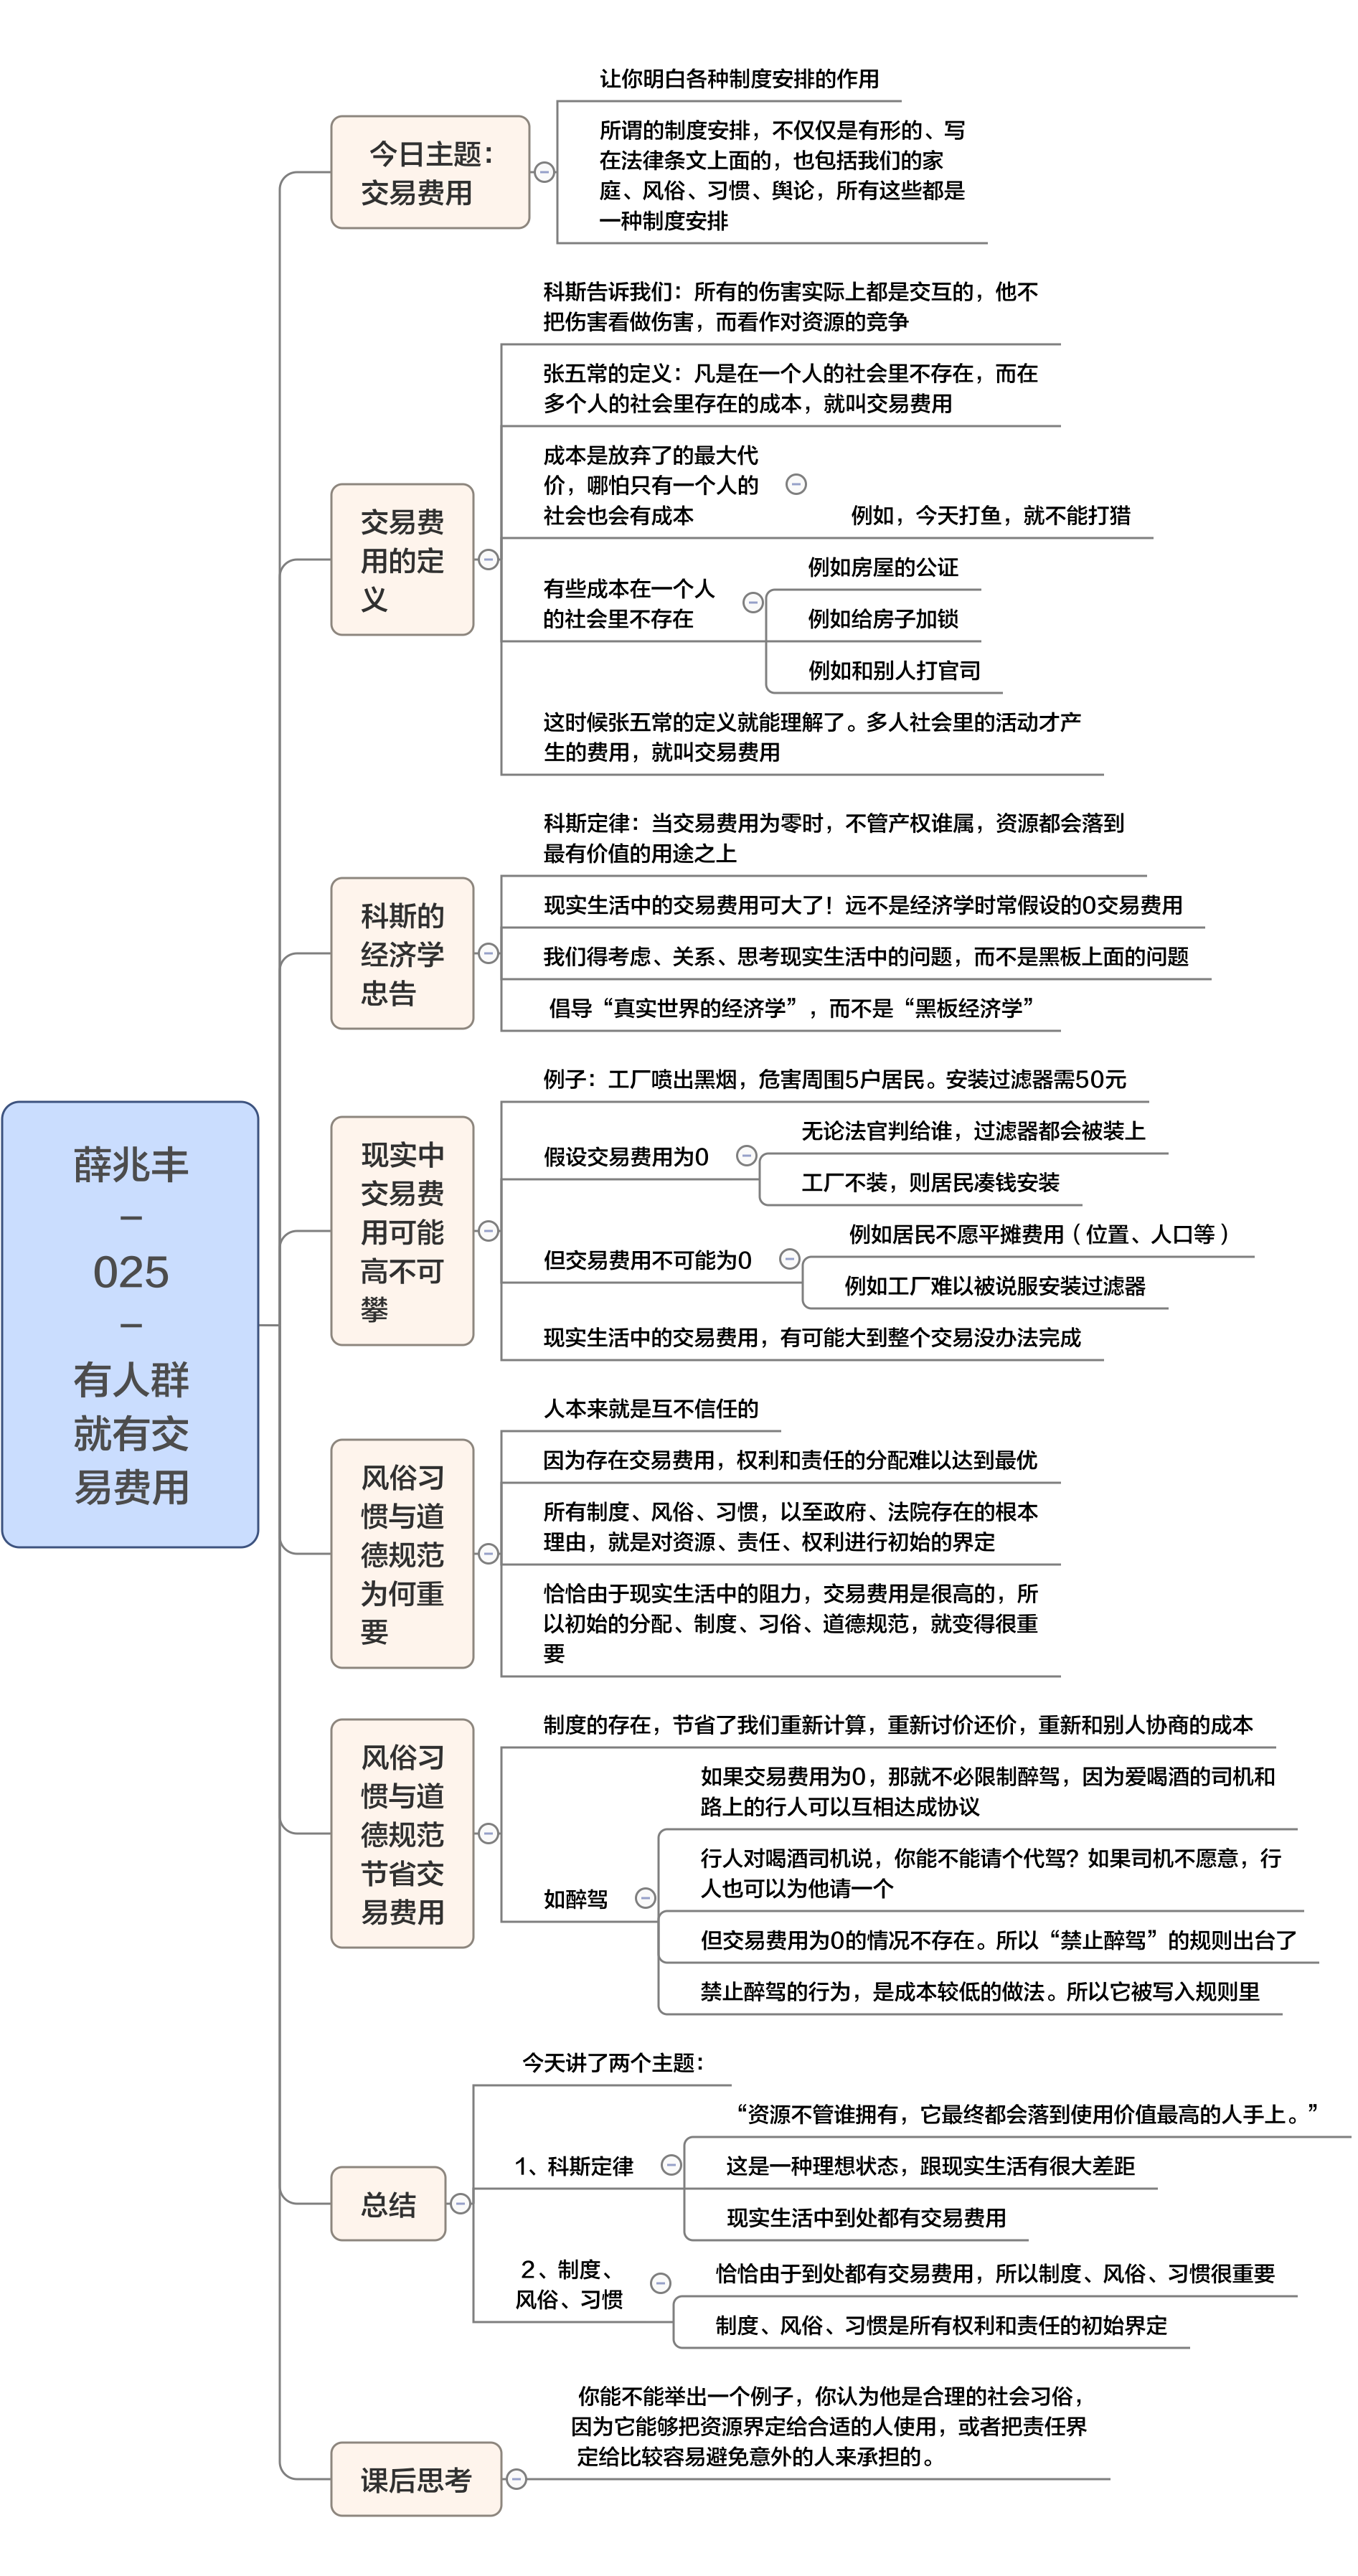 薛兆丰
–
025
–
有人群
就有交
易费用
今日主题：
交易费用
让你明白各种制度安排的作用
所谓的制度安排，不仅仅是有形的、写
在法律条文上面的，也包括我们的家
庭、风俗、习惯、舆论，所有这些都是
一种制度安排
交易费
用的定
义
科斯告诉我们：所有的伤害实际上都是交互的，他不
把伤害看做伤害，而看作对资源的竞争
张五常的定义：凡是在一个人的社会里不存在，而在
多个人的社会里存在的成本，就叫交易费用
成本是放弃了的最大代
价，哪怕只有一个人的
社会也会有成本
例如，今天打鱼，就不能打猎
有些成本在一个人
的社会里不存在
例如房屋的公证
例如给房子加锁
例如和别人打官司
这时候张五常的定义就能理解了。多人社会里的活动才产
生的费用，就叫交易费用
科斯的
经济学
忠告
科斯定律：当交易费用为零时，不管产权谁属，资源都会落到
最有价值的用途之上
现实生活中的交易费用可大了！远不是经济学时常假设的0交易费用
我们得考虑、关系、思考现实生活中的问题，而不是黑板上面的问题
倡导“真实世界的经济学”，而不是“黑板经济学”
现实中
交易费
用可能
高不可
攀
例子：工厂喷出黑烟，危害周围5户居民。安装过滤器需50元
假设交易费用为0
无论法官判给谁，过滤器都会被装上
工厂不装，则居民凑钱安装
但交易费用不可能为0
例如居民不愿平摊费用（位置、人口等）
例如工厂难以被说服安装过滤器
现实生活中的交易费用，有可能大到整个交易没办法完成
风俗习
惯与道
德规范
为何重
要
人本来就是互不信任的
因为存在交易费用，权利和责任的分配难以达到最优
所有制度、风俗、习惯，以至政府、法院存在的根本
理由，就是对资源、责任、权利进行初始的界定
恰恰由于现实生活中的阻力，交易费用是很高的，所
以初始的分配、制度、习俗、道德规范，就变得很重
要
风俗习
惯与道
德规范
节省交
易费用
制度的存在，节省了我们重新计算，重新讨价还价，重新和别人协商的成本
如醉驾
如果交易费用为0，那就不必限制醉驾，因为爱喝酒的司机和
路上的行人可以互相达成协议
行人对喝酒司机说，你能不能请个代驾？如果司机不愿意，行
人也可以为他请一个
但交易费用为0的情况不存在。所以“禁止醉驾”的规则出台了
禁止醉驾的行为，是成本较低的做法。所以它被写入规则里
总结
今天讲了两个主题：
1、科斯定律
“资源不管谁拥有，它最终都会落到使用价值最高的人手上。”
这是一种理想状态，跟现实生活有很大差距
现实生活中到处都有交易费用
2、制度、
风俗、习惯
恰恰由于到处都有交易费用，所以制度、风俗、习惯很重要
制度、风俗、习惯是所有权利和责任的初始界定
课后思考
你能不能举出一个例子，你认为他是合理的社会习俗，
因为它能够把资源界定给合适的人使用，或者把责任界
定给比较容易避免意外的人来承担的。